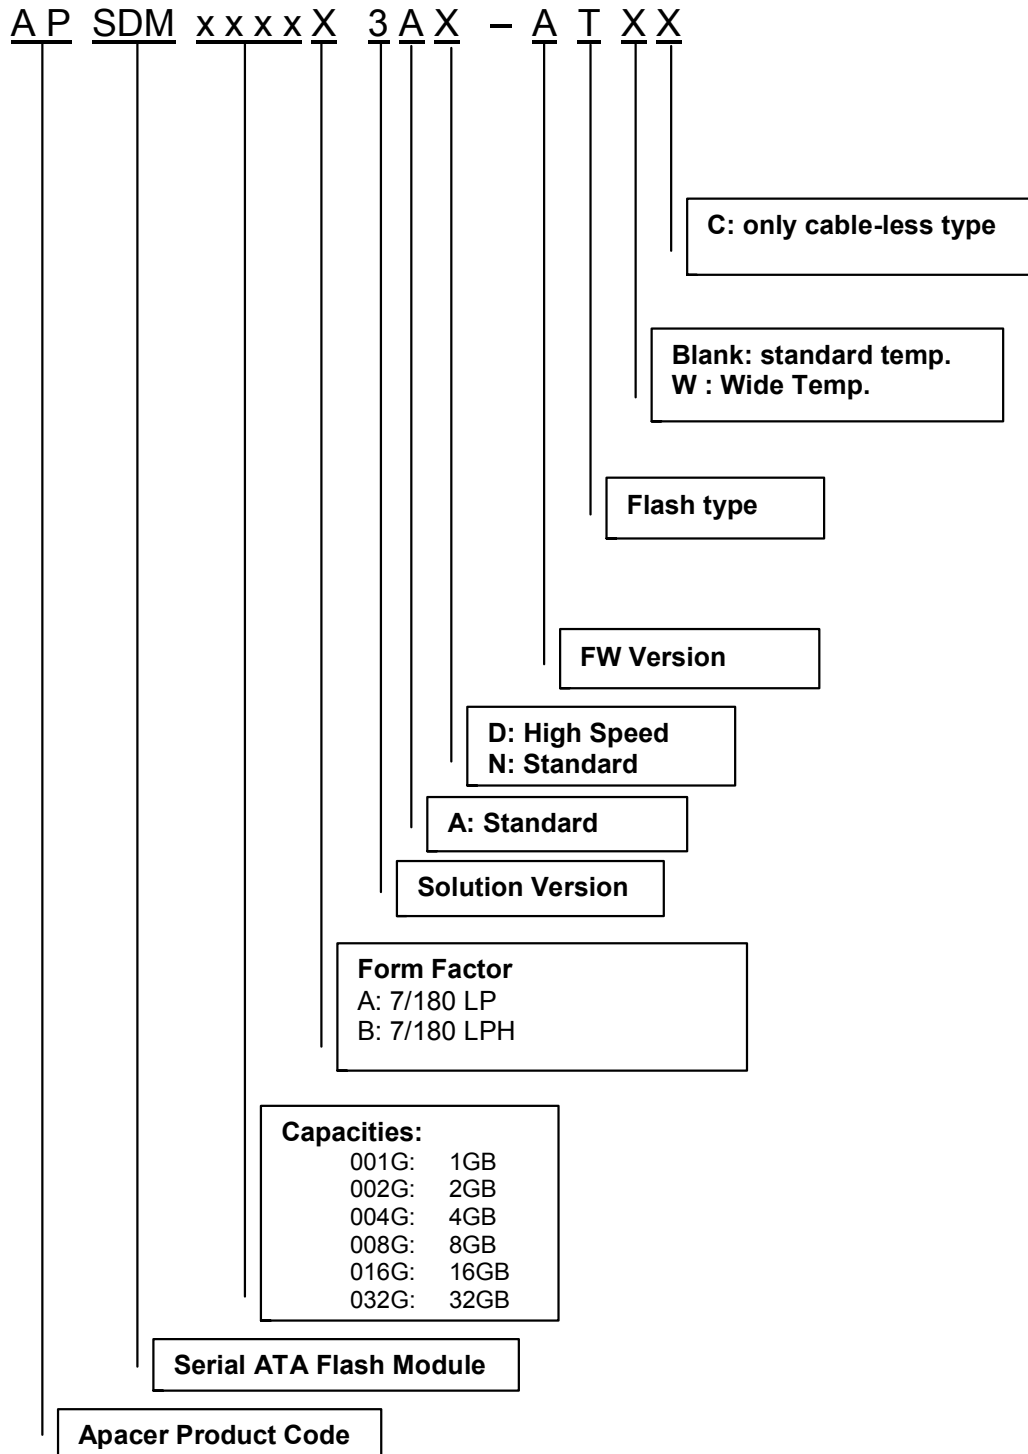 A P SDM x x x x X 3 A X – A T X X
C: only cable-less type
Blank: standard temp.
W : Wide Temp.
Flash type
FW Version
D: High Speed
N: Standard
A: Standard
Solution Version
Form Factor
A: 7/180 LP
B: 7/180 LPH
Capacities:
001G: 1GB
002G: 2GB
004G: 4GB
008G: 8GB
016G: 16GB
032G: 32GB
Serial ATA Flash Module
Apacer Product Code